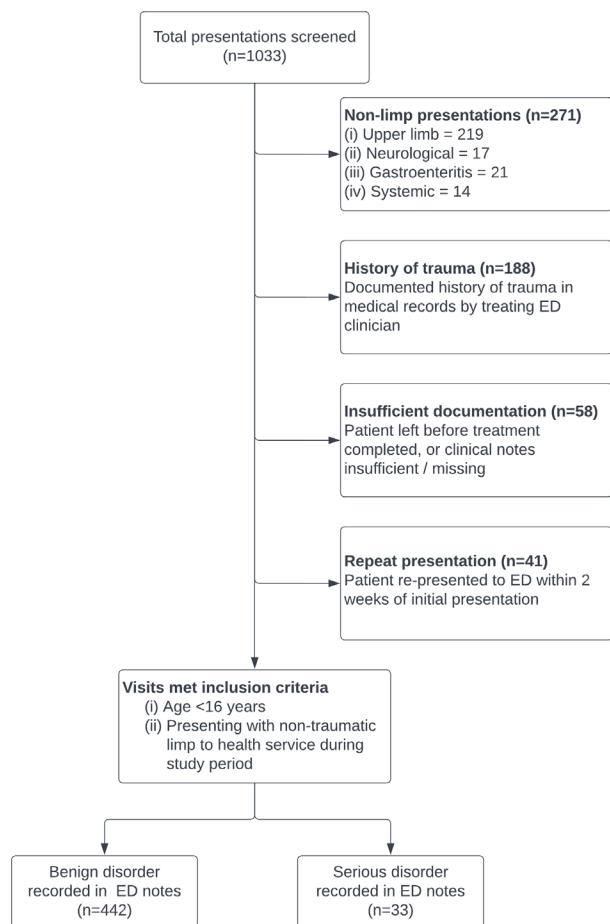 Total presentations screened
(n=1033)
Non-limp presentations (n=271)
(i) Upper limb = 219
(ii) Neurological = 17
(iii) Gastroenteritis = 21
(iv) Systemic = 14
History of trauma (n=188)
Documented history of trauma in
medical records by treating ED
clinician
Insufficient documentation (n=58)
Patient left before treatment
completed, or clinical notes
insufficient / missing
Repeat presentation (n=41)
Patient re-presented to ED within 2
weeks of initial presentation
Visits met inclusion criteria
(i) Age <16 years
(ii) Presenting with non-traumatic
limp to health service during
study period
Benign disorder
recorded in ED notes
(n=442)
Serious disorder
recorded in ED notes
(n=33)